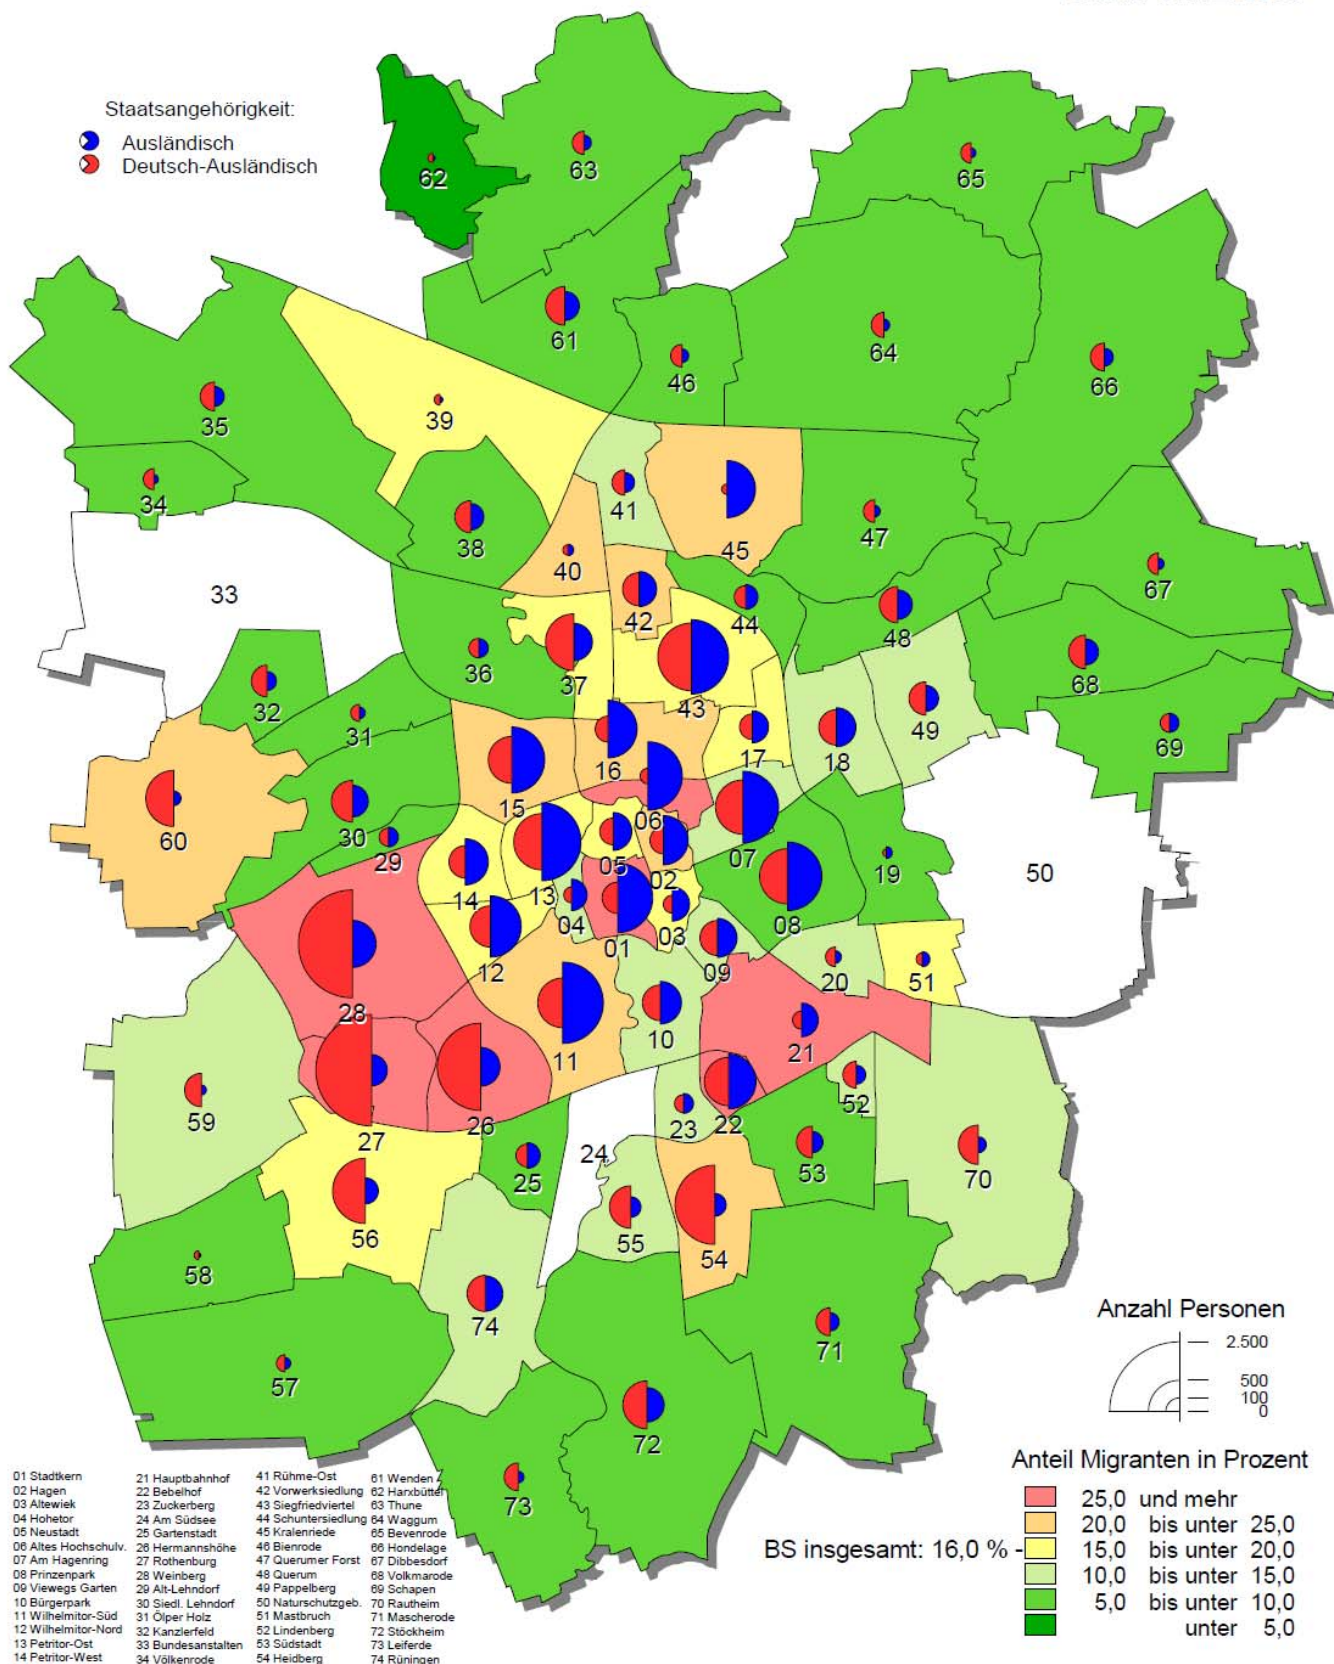 Staatsangehörigkeit:
Ausländisch
Deutsch-Ausländisch
62
63
65
61
46
64
66
35
39
34
41
45
47
38
40
67
33
42
44
48
36
37
43
68
32
31
49
69
16
17
18
15
60
30
29
06
05
07
50
14
13
04
02
08
12
01
03
09
20
51
28
11
10
21
59
27
26
23
22
52
25
24
53
70
56
55
54
58
74
57
71
72
73
Anzahl Personen
2.500
500
100
0
Anteil Migranten in Prozent
25,0 und mehr
20,0 bis unter 25,0
BS insgesamt: 16,0 % - 15,0 bis unter 20,0
10,0 bis unter 15,0
5,0 bis unter 10,0
unter 5,0
01 Stadtkern
02 Hagen
03 Altewiek
04 Hohetor
05 Neustadt
06 Altes Hochschulv.
07 Am Hagenring
08 Prinzenpark
09 Viewegs Garten
10 Bürgerpark
11 Wilhelmitor-Süd
12 Wilhelmitor-Nord
13 Petritor-Ost
14 Petritor-West
21 Hauptbahnhof
22 Bebelhof
23 Zuckerberg
24 Am Südsee
25 Gartenstadt
26 Hermannshöhe
27 Rothenburg
28 Weinberg
29 Alt-Lehndorf
30 Siedl. Lehndorf
31 Ölper Holz
32 Kanzlerfeld
33 Bundesanstalten
34 Völkenrode
41 Rühme-Ost
42 Vorwerksiedlung
43 Siegfriedviertel
44 Schuntersiedlung
45 Kralenriede
46 Bienrode
47 Querumer Forst
48 Querum
49 Pappelberg
50 Naturschutzgeb.
51 Mastbruch
52 Lindenberg
53 Südstadt
54 Heidberg
61 Wenden
62 Harxbüttel
63 Thune
64 Waggum
65 Bevenrode
66 Hondelage
67 Dibbesdorf
68 Volkmarode
69 Schapen
70 Rautheim
71 Mascherode
72 Stöckheim
73 Leiferde
74 Rüningen